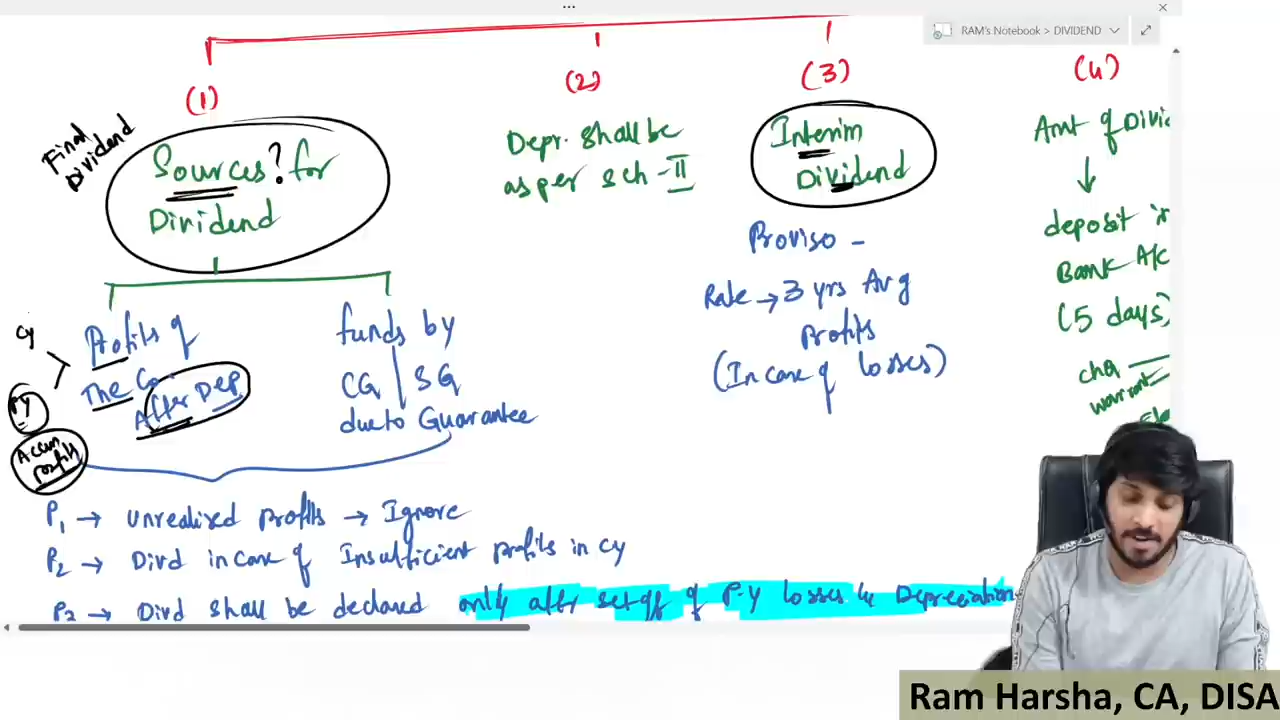 RAM's Notebook > DIVIDEND
(1)
(2)
(3)
(4)
Final
Dividend
Sources? for
Dividend
Depr. shall be
as per sch-II
Interim
Dividend
Amt of Divid
deposit in
Bank A/c
(5 days)
Proviso -
Rate → 3 yrs Avg
profits
(In case of losses)
cy
Profits of
The Co
After Dep
py
Accum
profits
funds by
CG | SG
due to Guarantee
chq
warrant
P1 → unrealised profits → Ignore
P2 → Divd in case of Insufficient profits in cy
P3 → Divd shall be declared only after set off of P.Y losses & Depreciation
Ram Harsha, CA, DISA